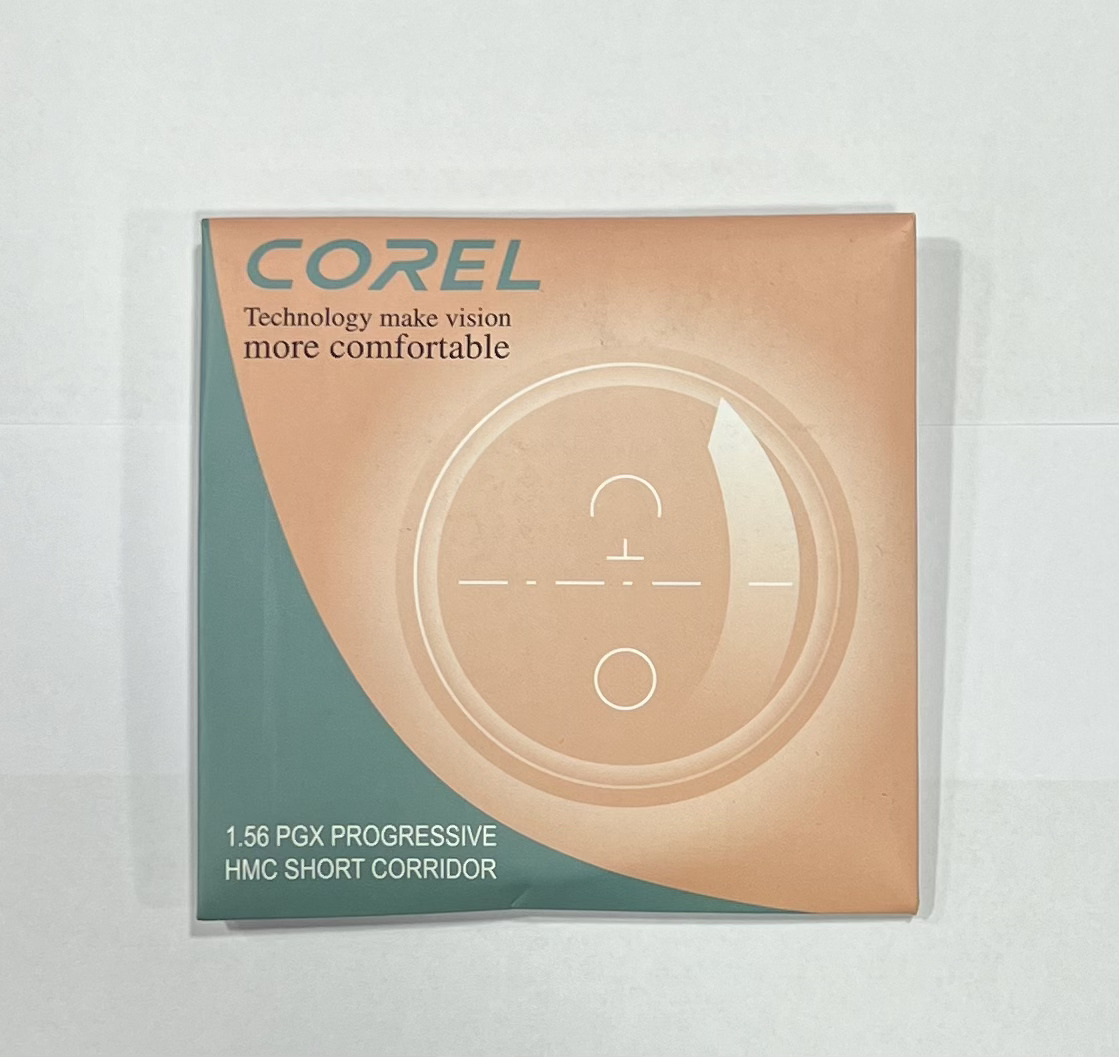 COREL
Technology make vision
more comfortable
1.56 PGX PROGRESSIVE
HMC SHORT CORRIDOR